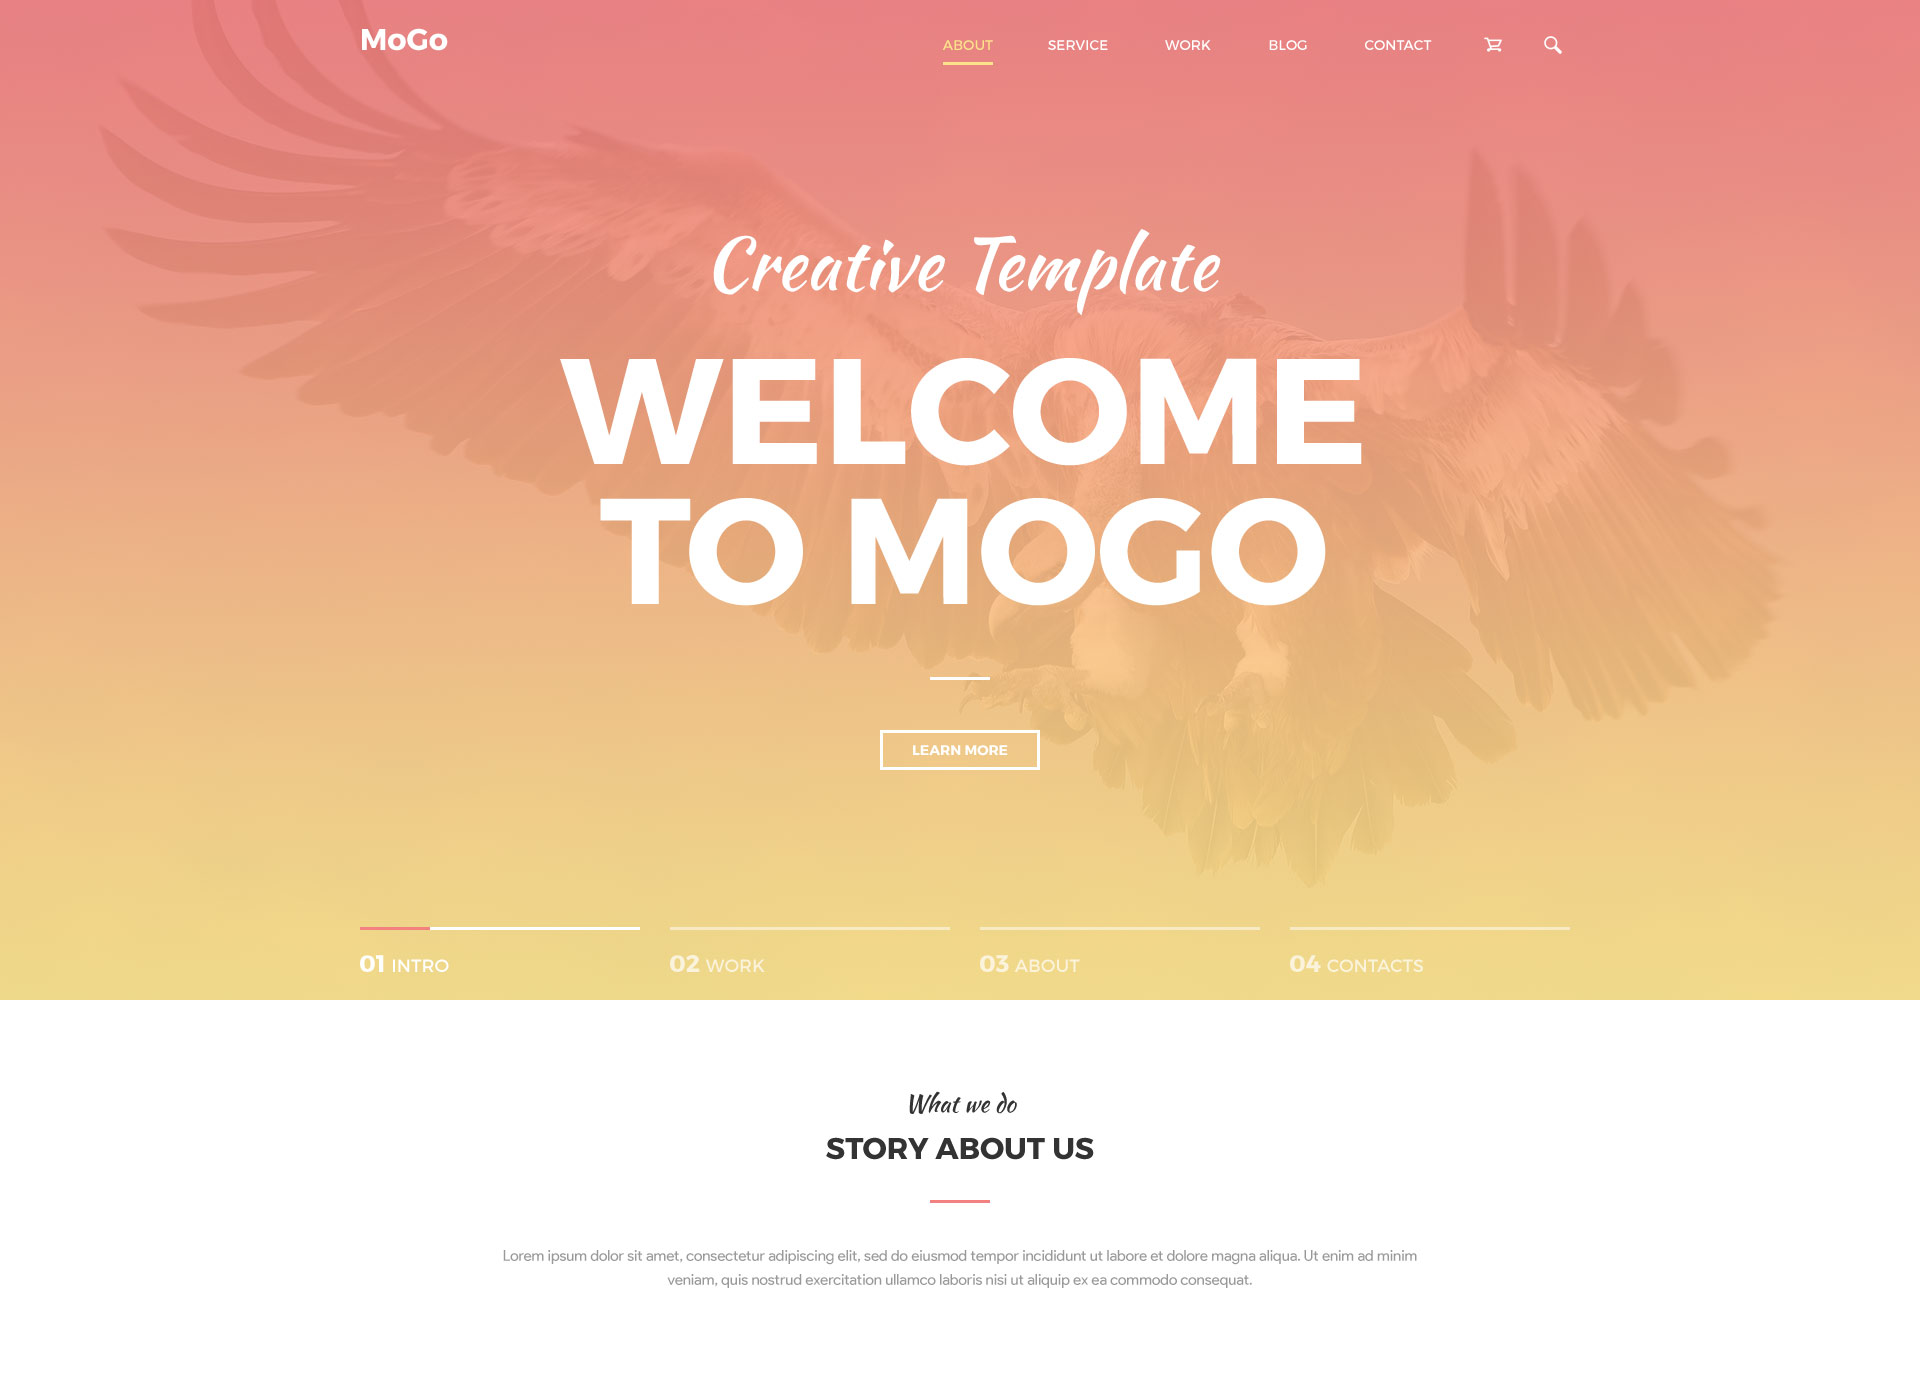 MoGo
ABOUT SERVICE WORK BLOG CONTACT
Creative Template
WELCOME
TO MOGO
LEARN MORE
01 INTRO
02 WORK
03 ABOUT
04 CONTACTS
What we do
STORY ABOUT US
Lorem ipsum dolor sit amet, consectetur adipiscing elit, sed do eiusmod tempor incididunt ut labore et dolore magna aliqua. Ut enim ad minim
veniam, quis nostrud exercitation ullamco laboris nisi ut aliquip ex ea commodo consequat.